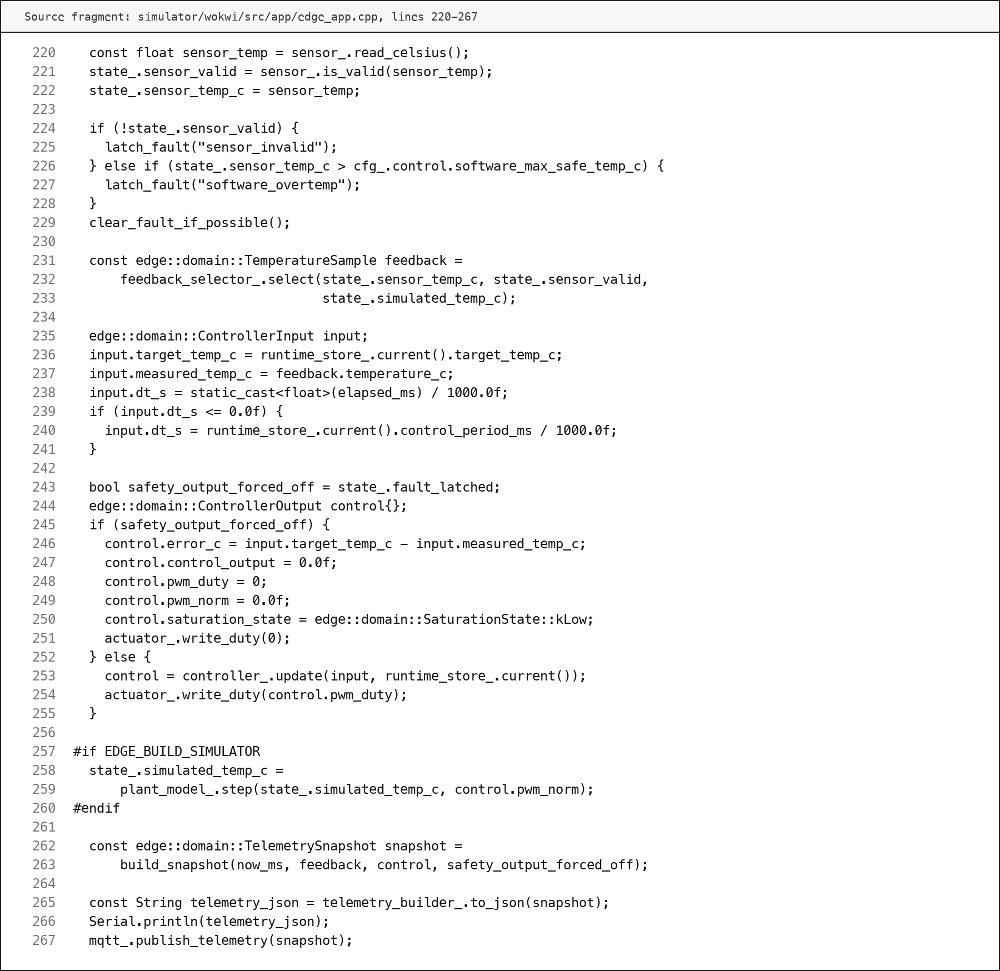 Source fragment: simulator/wokwi/src/app/edge_app.cpp, lines 220–267
220    const float sensor_temp = sensor_.read_celsius();
221    state_.sensor_valid = sensor_.is_valid(sensor_temp);
222    state_.sensor_temp_c = sensor_temp;
223
224    if (!state_.sensor_valid) {
225      latch_fault("sensor_invalid");
226    } else if (state_.sensor_temp_c > cfg_.control.software_max_safe_temp_c) {
227      latch_fault("software_overtemp");
228    }
229    clear_fault_if_possible();
230
231    const edge::domain::TemperatureSample feedback =
232        feedback_selector_.select(state_.sensor_temp_c, state_.sensor_valid,
233                                  state_.simulated_temp_c);
234
235    edge::domain::ControllerInput input;
236    input.target_temp_c = runtime_store_.current().target_temp_c;
237    input.measured_temp_c = feedback.temperature_c;
238    input.dt_s = static_cast<float>(elapsed_ms) / 1000.0f;
239    if (input.dt_s <= 0.0f) {
240      input.dt_s = runtime_store_.current().control_period_ms / 1000.0f;
241    }
242
243    bool safety_output_forced_off = state_.fault_latched;
244    edge::domain::ControllerOutput control{};
245    if (safety_output_forced_off) {
246      control.error_c = input.target_temp_c − input.measured_temp_c;
247      control.control_output = 0.0f;
248      control.pwm_duty = 0;
249      control.pwm_norm = 0.0f;
250      control.saturation_state = edge::domain::SaturationState::kLow;
251      actuator_.write_duty(0);
252    } else {
253      control = controller_.update(input, runtime_store_.current());
254      actuator_.write_duty(control.pwm_duty);
255    }
256
257  #if EDGE_BUILD_SIMULATOR
258    state_.simulated_temp_c =
259        plant_model_.step(state_.simulated_temp_c, control.pwm_norm);
260  #endif
261
262    const edge::domain::TelemetrySnapshot snapshot =
263        build_snapshot(now_ms, feedback, control, safety_output_forced_off);
264
265    const String telemetry_json = telemetry_builder_.to_json(snapshot);
266    Serial.println(telemetry_json);
267    mqtt_.publish_telemetry(snapshot);